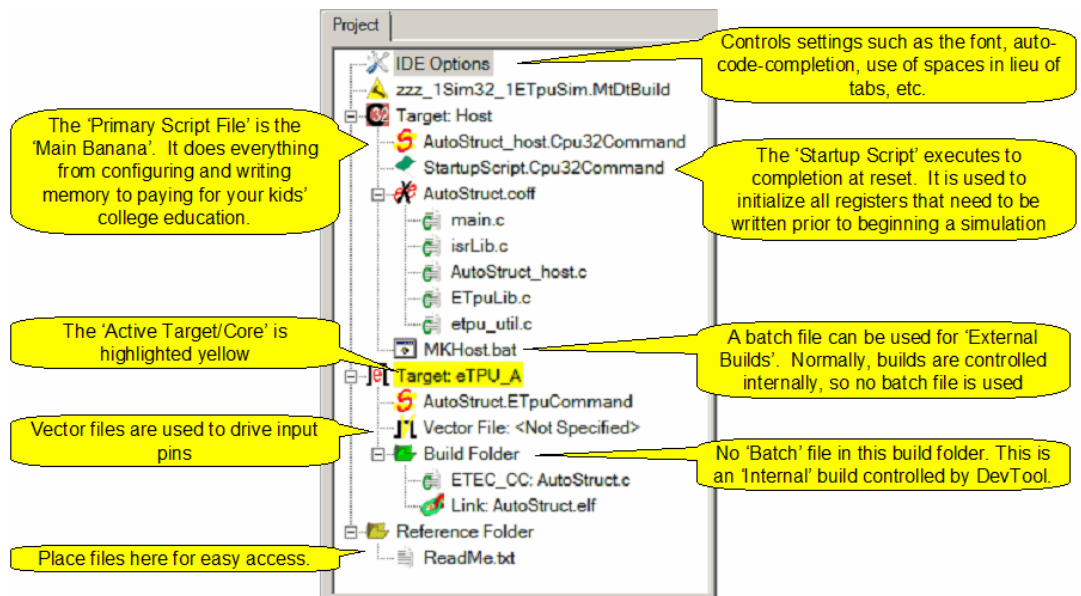 Project
IDE Options
zzz_1Sim32_1ETpuSim.MtDtBuild
Target: Host
AutoStruct_host.Cpu32Command
StartupScript.Cpu32Command
AutoStruct.coff
main.c
isrLib.c
AutoStruct_host.c
ETpuLib.c
etpu_util.c
MKHost.bat
Target: eTPU_A
AutoStruct.ETpuCommand
Vector File: <Not Specified>
Build Folder
ETEC_CC: AutoStruct.c
Link: AutoStruct.elf
Reference Folder
ReadMe.txt
The ‘Primary Script File’ is the
‘Main Banana’. It does everything
from configuring and writing
memory to paying for your kids’
college education.
The ‘Active Target/Core’ is
highlighted yellow
Vector files are used to drive input
pins
Place files here for easy access.
Controls settings such as the font, auto-
code-completion, use of spaces in lieu of
tabs, etc.
The ‘Startup Script’ executes to
completion at reset. It is used to
initialize all registers that need to be
written prior to beginning a simulation
A batch file can be used for ‘External
Builds’. Normally, builds are controlled
internally, so no batch file is used
No ‘Batch’ file in this build folder. This is
an ‘Internal’ build controlled by DevTool.